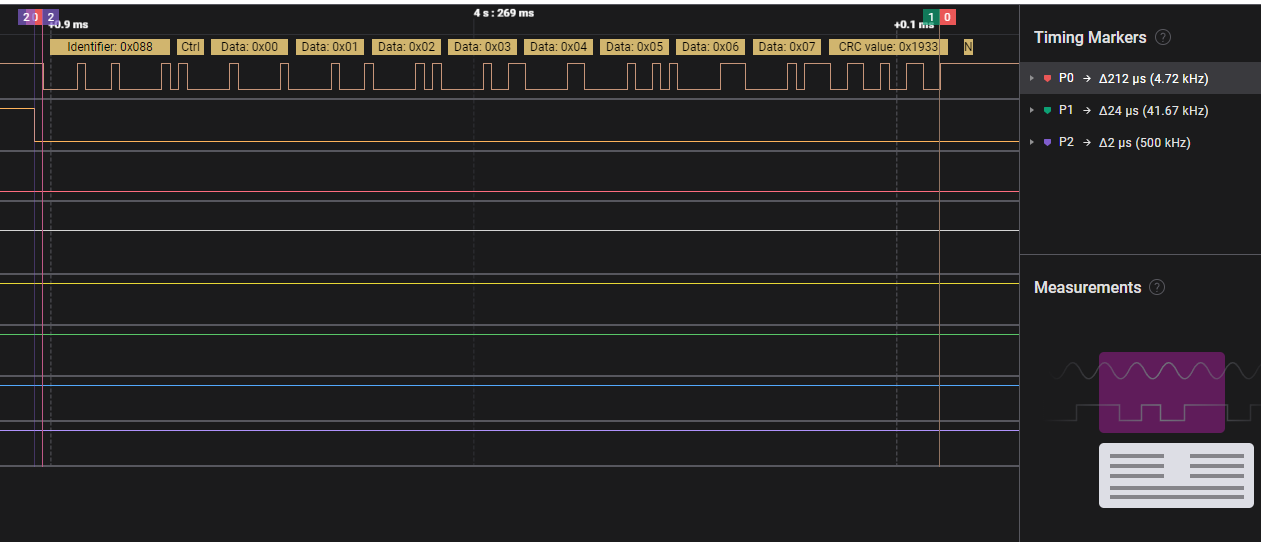 4 s : 269 ms
2 0 2
+0.9 ms
+0.1 ms
1 0
Identifier: 0x088 Ctrl Data: 0x00 Data: 0x01 Data: 0x02 Data: 0x03 Data: 0x04 Data: 0x05 Data: 0x06 Data: 0x07 CRC value: 0x1933 N
Timing Markers ?
P0 → Δ212 µs (4.72 kHz)
P1 → Δ24 µs (41.67 kHz)
P2 → Δ2 µs (500 kHz)
Measurements ?